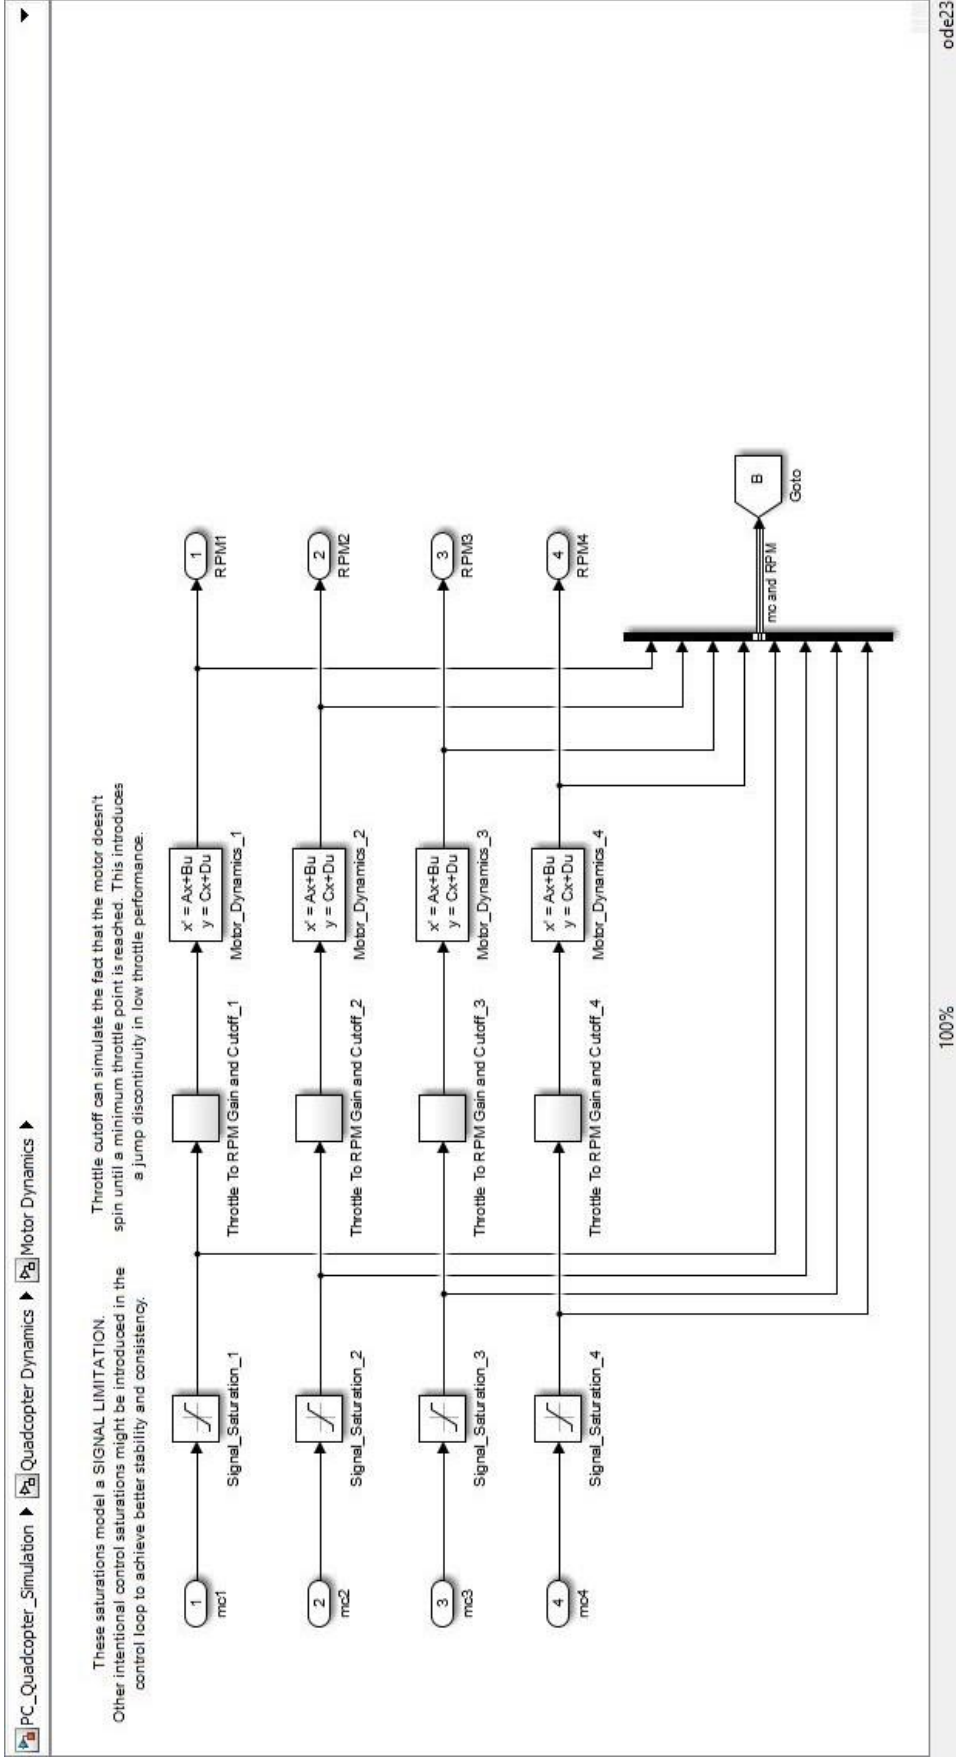 PC_Quadcopter_Simulation Quadcopter Dynamics Motor Dynamics
These saturations model a SIGNAL LIMITATION.
Other intentional control saturations might be introduced in the
control loop to achieve better stability and consistency.
Throttle cutoff can simulate the fact that the motor doesn't
spin until a minimum throttle point is reached. This introduces
a jump discontinuity in low throttle performance.
1
mc1
Signal_Saturation_1
Throttle To RPM Gain and Cutoff_1
x' = Ax+Bu
y = Cx+Du
Motor_Dynamics_1
1
RPM1
2
mc2
Signal_Saturation_2
Throttle To RPM Gain and Cutoff_2
x' = Ax+Bu
y = Cx+Du
Motor_Dynamics_2
2
RPM2
3
mc3
Signal_Saturation_3
Throttle To RPM Gain and Cutoff_3
x' = Ax+Bu
y = Cx+Du
Motor_Dynamics_3
3
RPM3
4
mc4
Signal_Saturation_4
Throttle To RPM Gain and Cutoff_4
x' = Ax+Bu
y = Cx+Du
Motor_Dynamics_4
4
RPM4
mc and RPM
B
Goto
100%
ode23